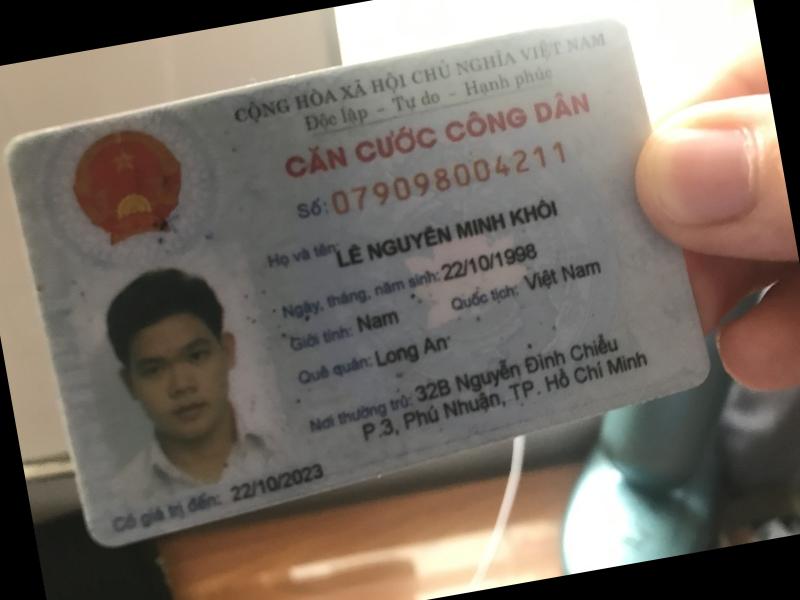 CỘNG HÒA XÃ HỘI CHỦ NGHĨA VIỆT NAM
Độc lập - Tự do - Hạnh phúc
CĂN CƯỚC CÔNG DÂN
Số: 079098004211
Họ và tên: LÊ NGUYÊN MINH KHÔI
Ngày, tháng, năm sinh: 22/10/1998
Giới tính: Nam Quốc tịch: Việt Nam
Quê quán: Long An
Nơi thường trú: 32B Nguyễn Đình Chiểu
P.3, Phú Nhuận, TP. Hồ Chí Minh
Có giá trị đến: 22/10/2023